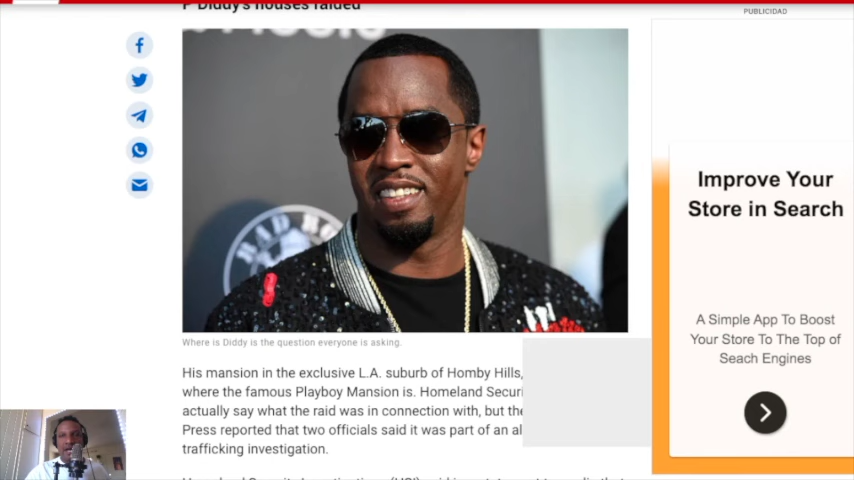 P Diddy's houses raided
PUBLICIDAD
BAD
Where is Diddy is the question everyone is asking.
His mansion in the exclusive L.A. suburb of Homby Hills,
where the famous Playboy Mansion is. Homeland Securi
actually say what the raid was in connection with, but the
Press reported that two officials said it was part of an al
trafficking investigation.
Improve Your
Store in Search
A Simple App To Boost
Your Store To The Top of
Seach Engines